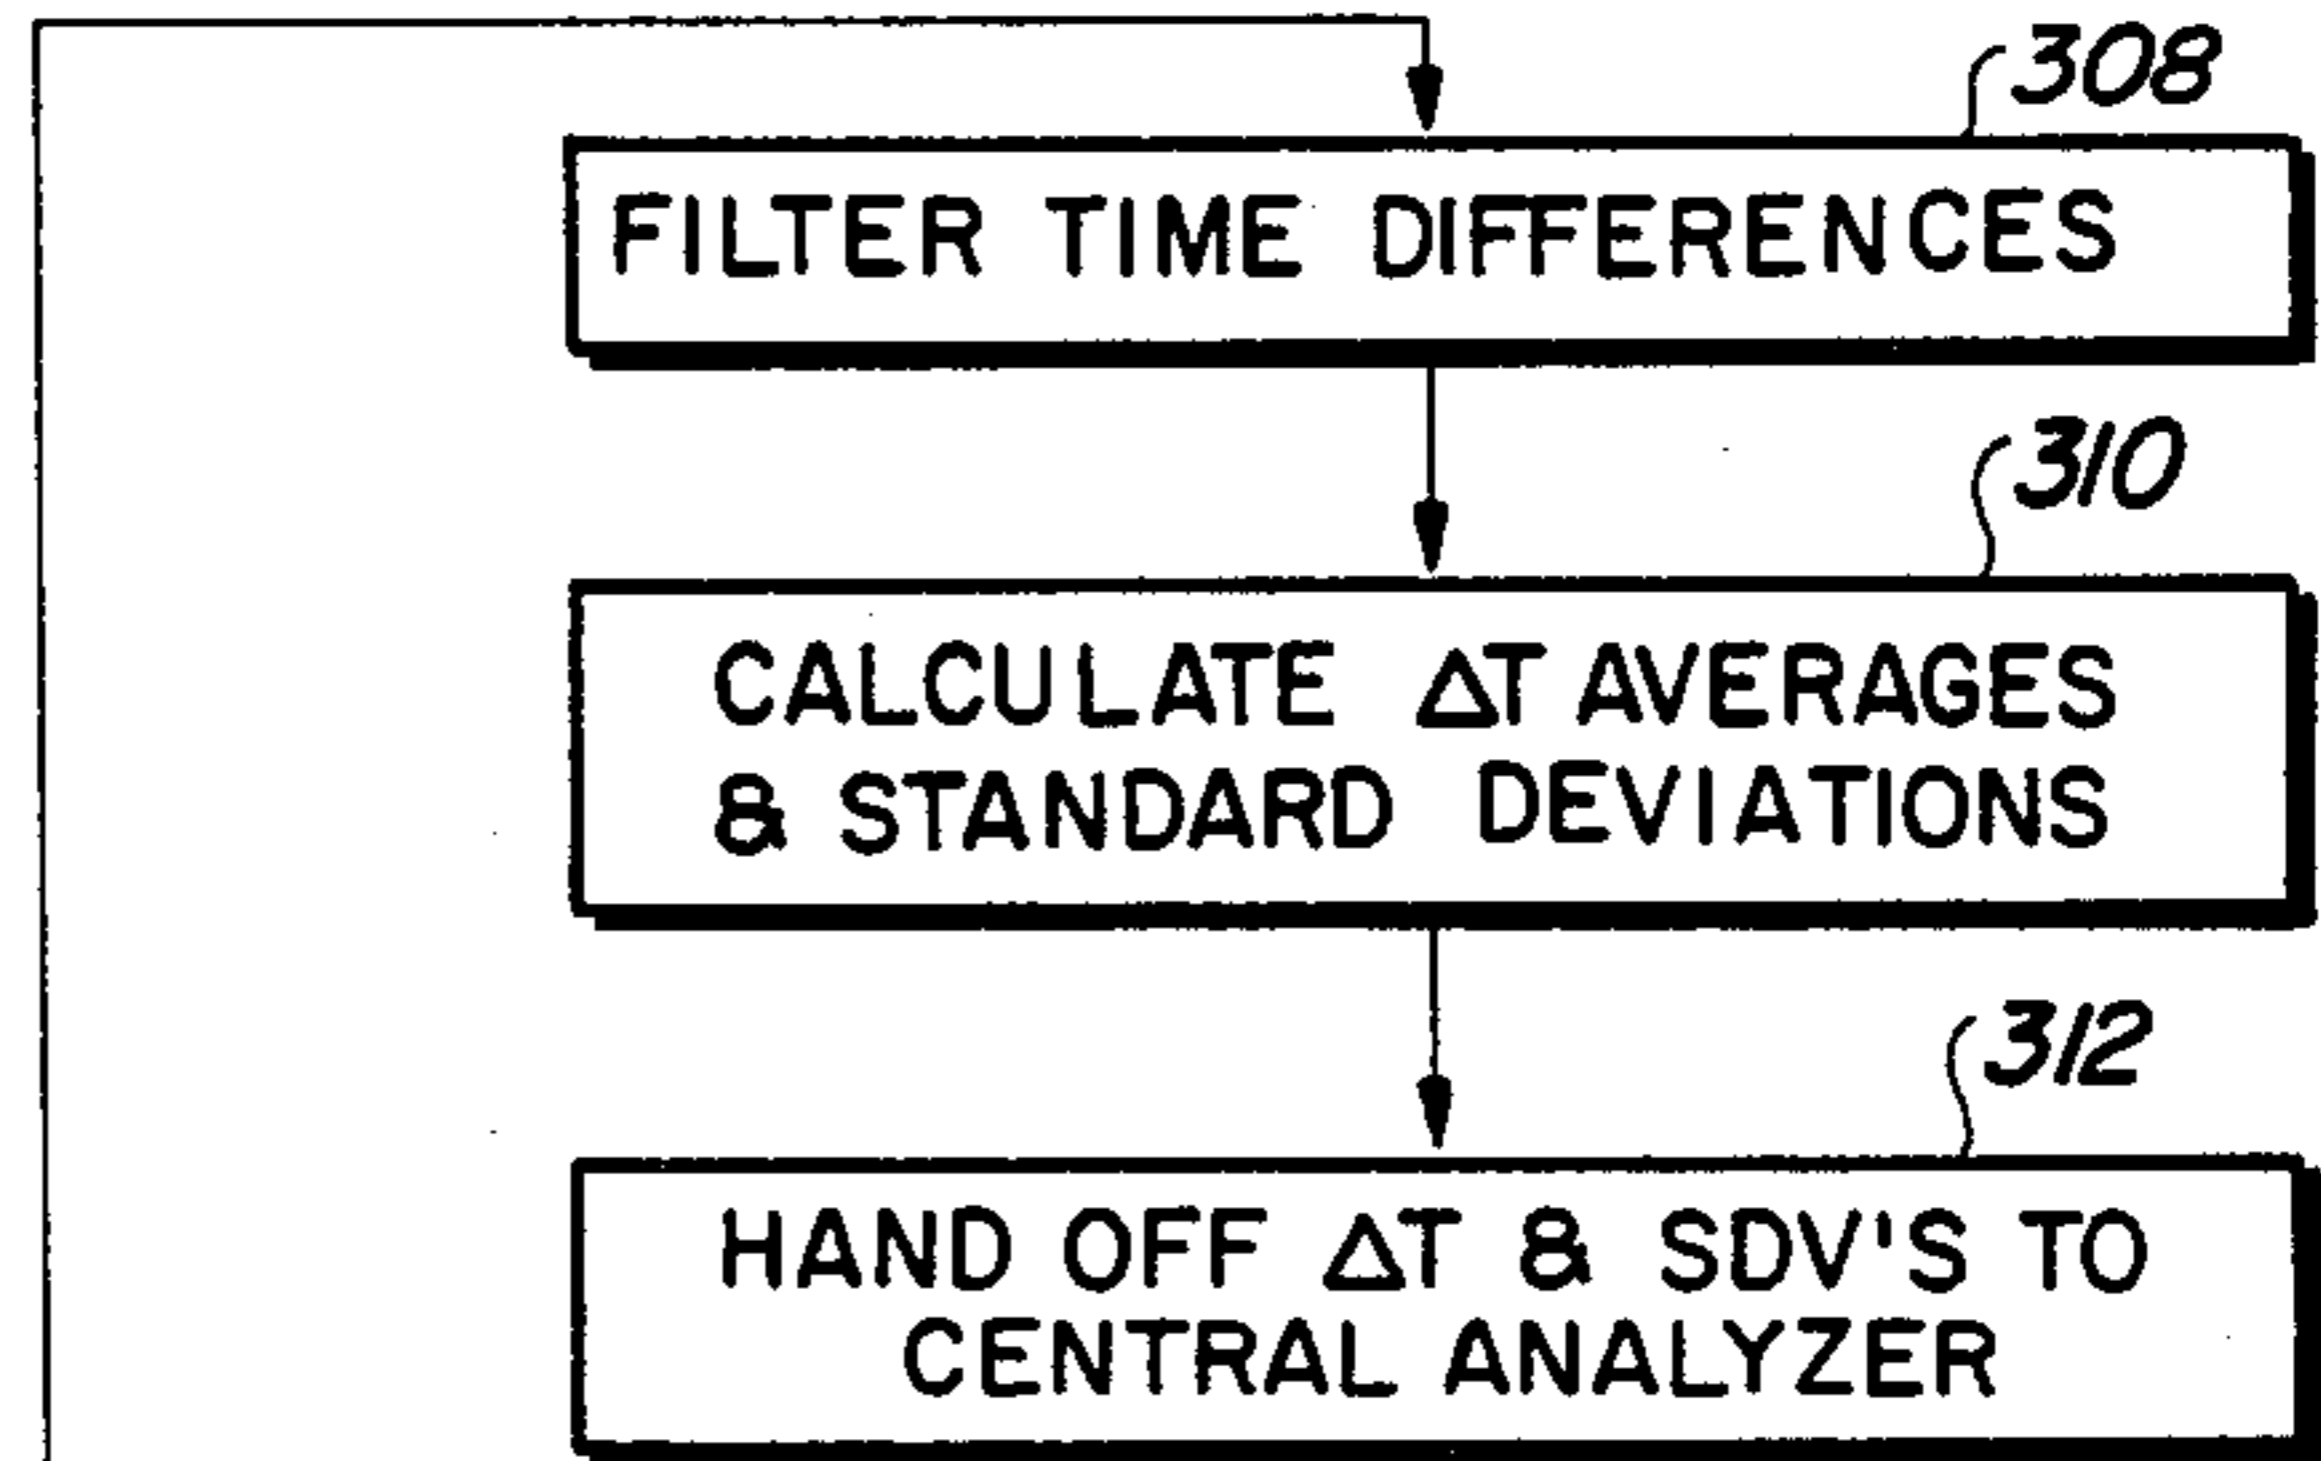 308
FILTER TIME DIFFERENCES
310
CALCULATE ΔT AVERAGES
& STANDARD DEVIATIONS
312
HAND OFF ΔT & SDV'S TO
CENTRAL ANALYZER